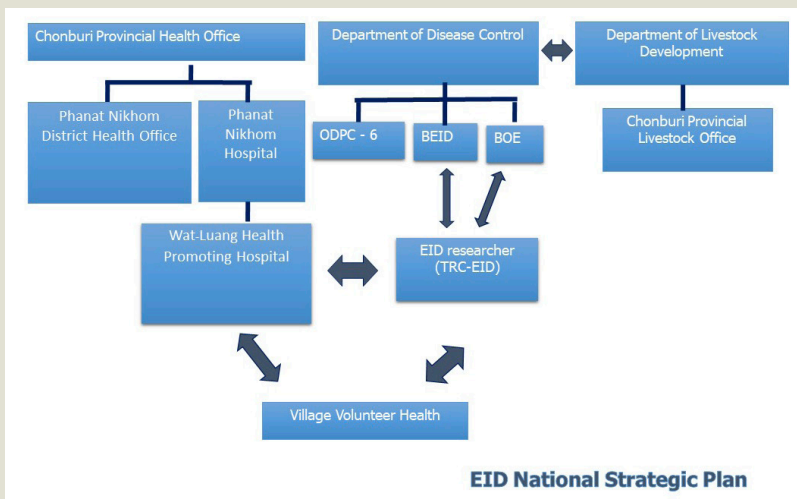 Chonburi Provincial Health Office
Department of Disease Control
Department of Livestock
Development
Phanat Nikhom
District Health Office
Phanat
Nikhom
Hospital
ODPC - 6
BEID
BOE
Chonburi Provincial
Livestock Office
Wat-Luang Health
Promoting Hospital
EID researcher
(TRC-EID)
Village Volunteer Health
EID National Strategic Plan